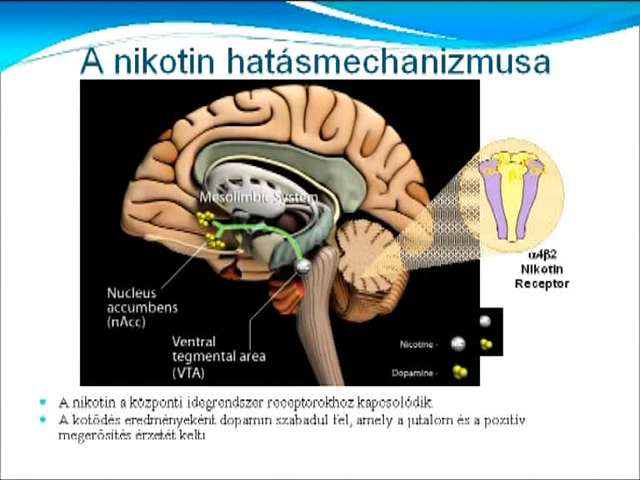 A nikotin hatásmechanizmusa
Mesolimbic System
α4β2
Nikotin
Receptor
Nucleus
accumbens
(nAcc)
Ventral
tegmental area
(VTA)
Nicotine -
Dopamine -
A nikotin a központi idegrendszer receptorokhoz kapcsolódik.
A kötődés eredményeként dopamin szabadul fel, amely a jutalom és a pozitív
megerősítés érzetét kelti